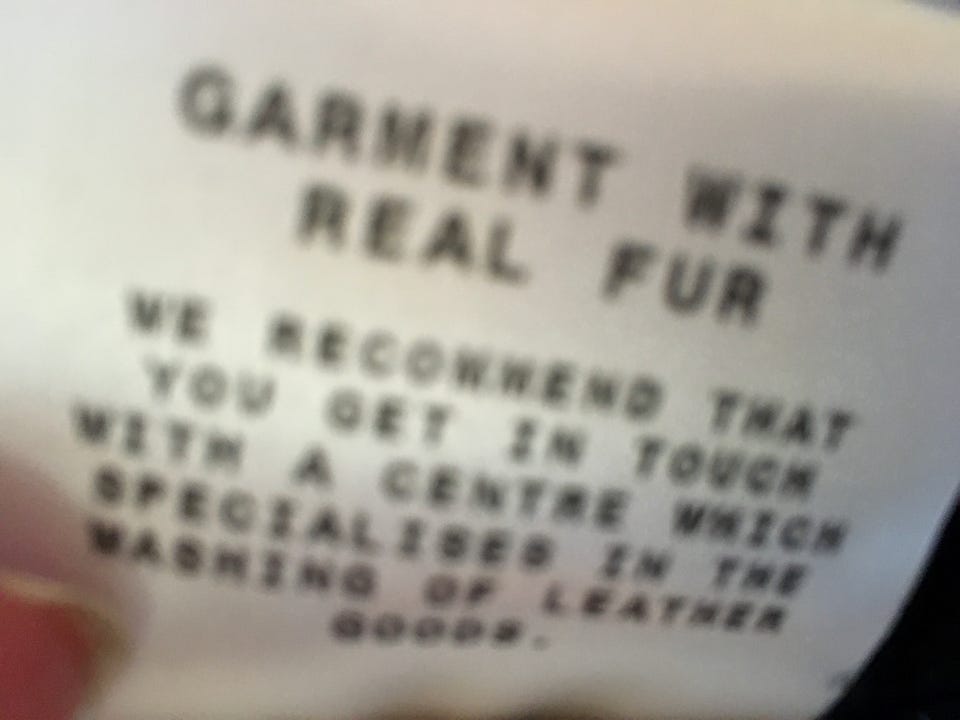 GARMENT WITH
REAL FUR
WE RECOMMEND THAT
YOU GET IN TOUCH
WITH A CENTRE WHICH
SPECIALISED IN THE
WASHING OF LEATHER
GOODS.